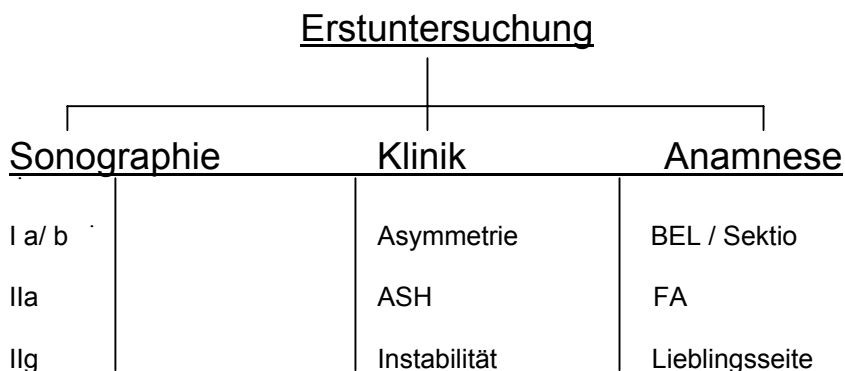 Erstuntersuchung
Sonographie Klinik Anamnese
I a/ b Asymmetrie BEL / Sektio
IIa ASH FA
IIg Instabilität Lieblingsseite